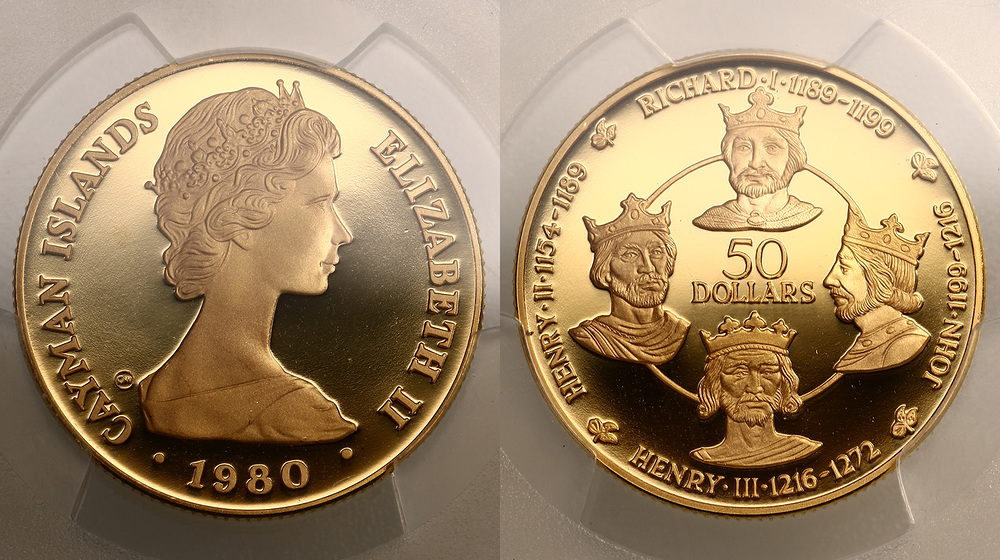 CAYMAN ISLANDS
ELIZABETH II
· 1980 ·
RICHARD·I·1189-1199
HENRY·II·1154-1189
50
DOLLARS
JOHN·1199-1216
HENRY·III·1216-1272